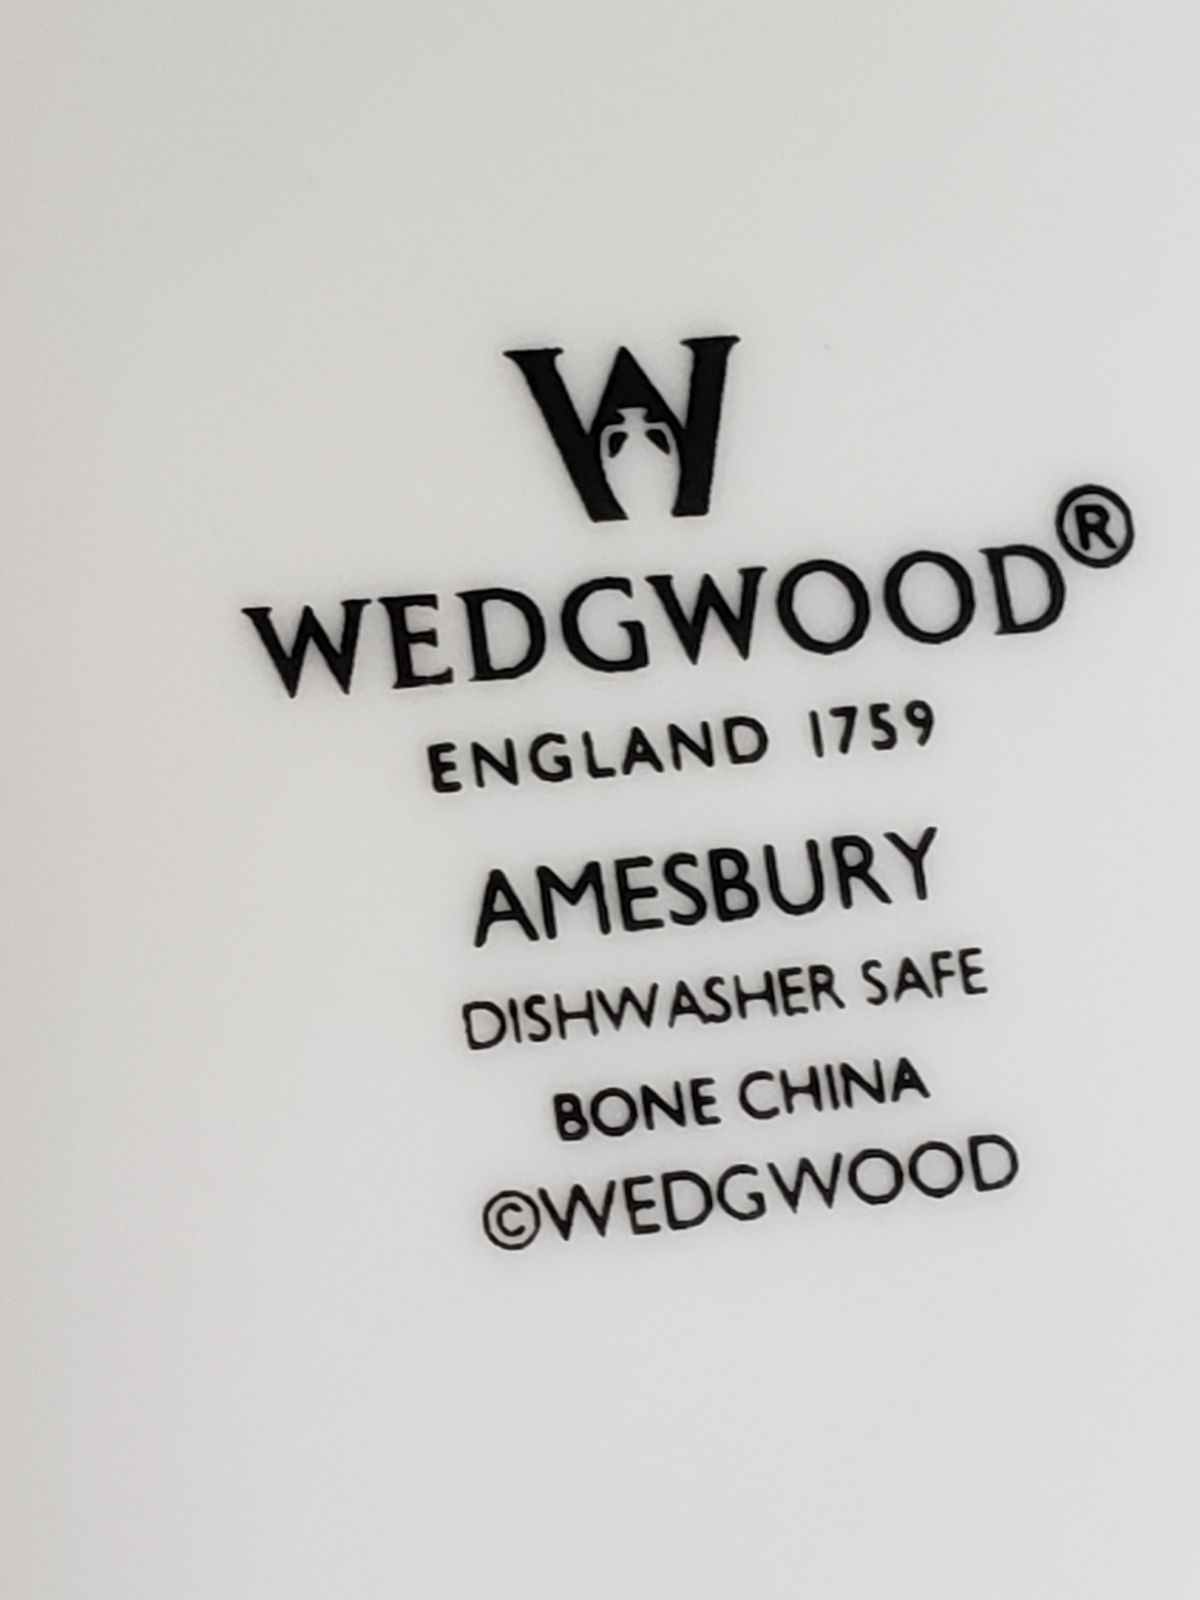 W
WEDGWOOD®
ENGLAND 1759
AMESBURY
DISHWASHER SAFE
BONE CHINA
©WEDGWOOD